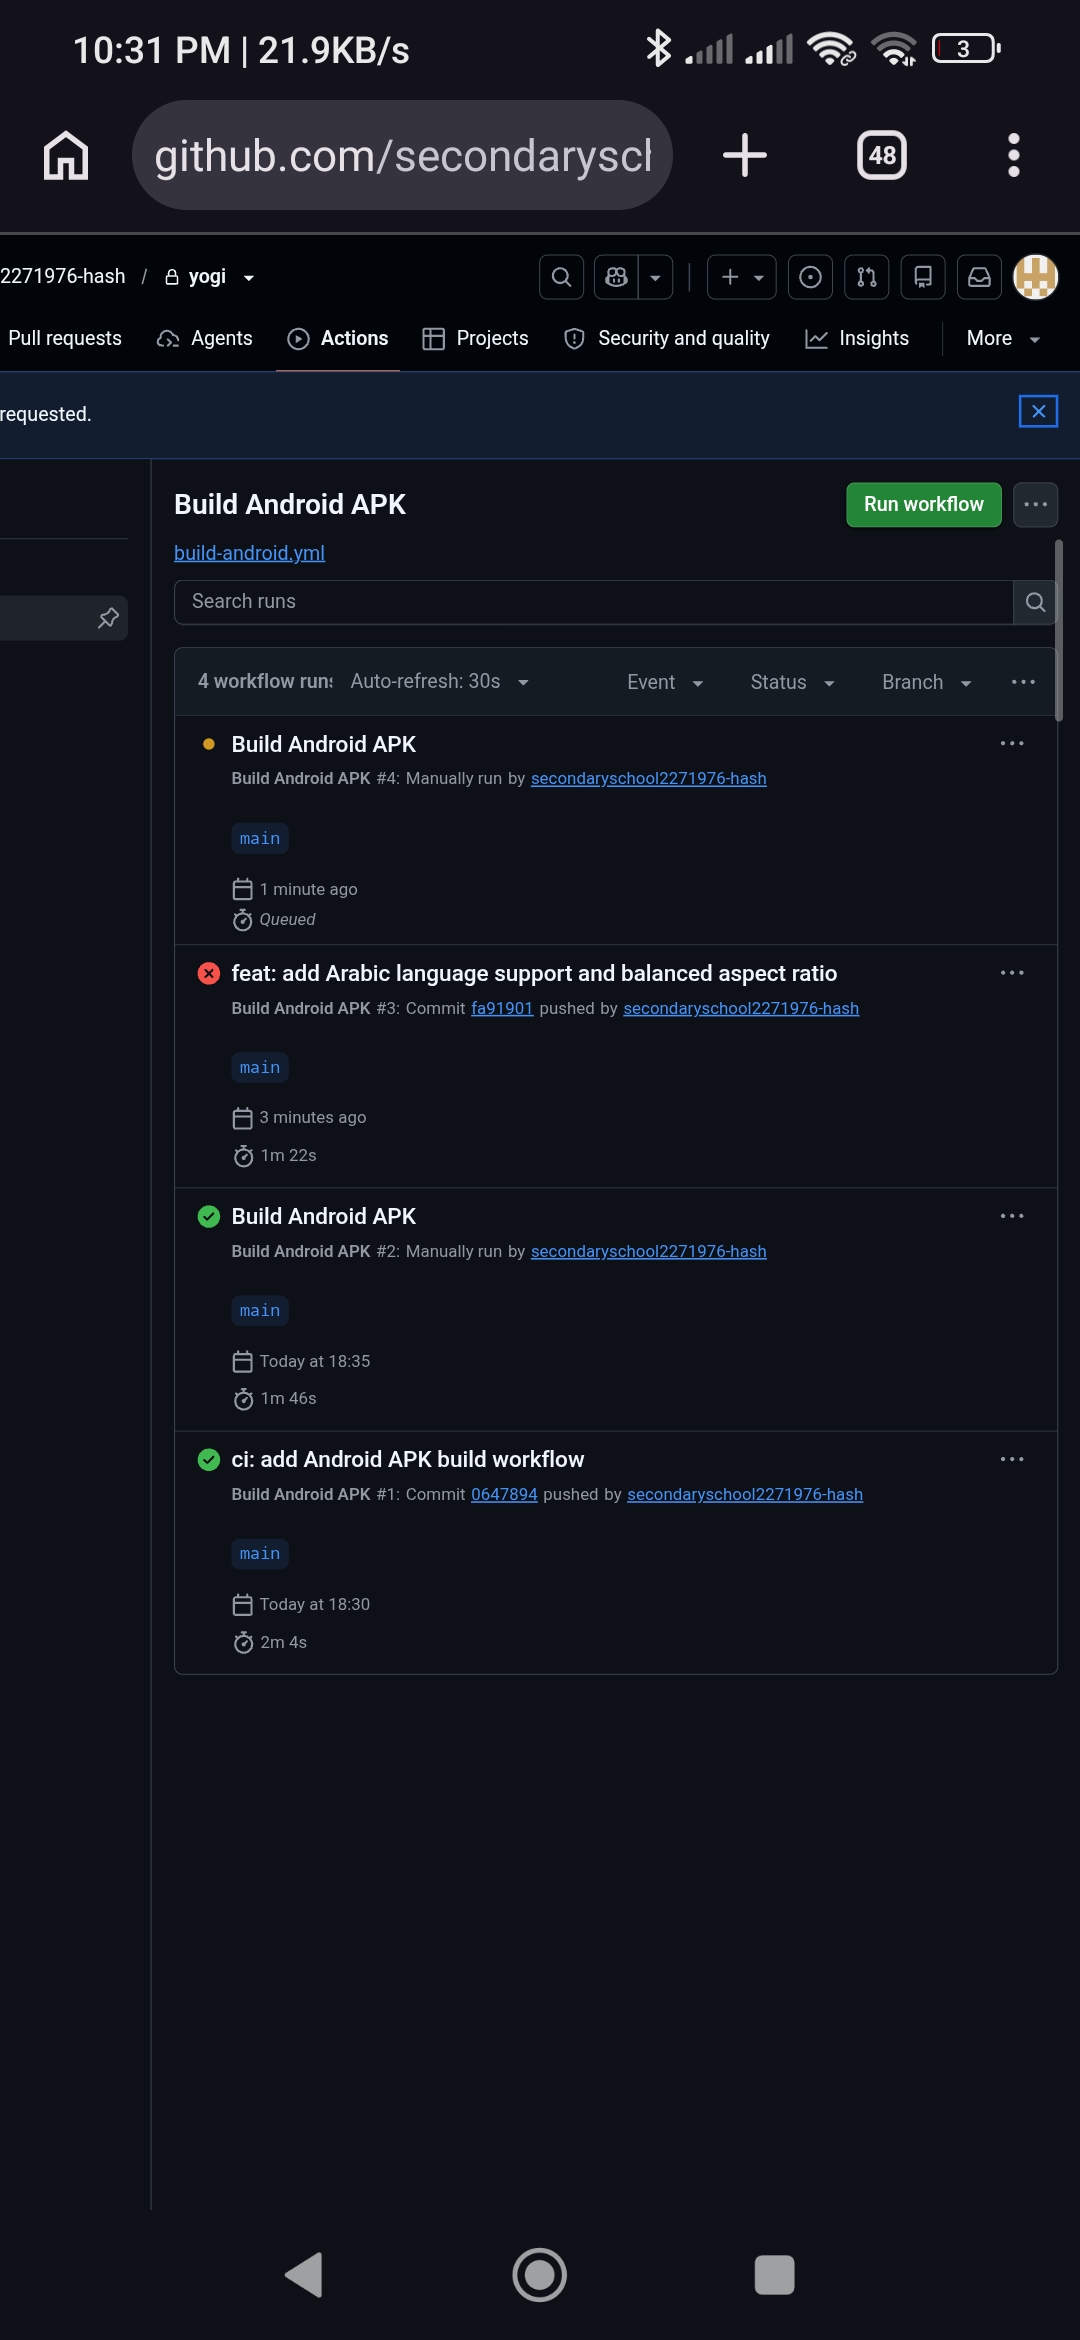 10:31 PM | 21.9KB/s
3
github.com/secondarysch
48
2271976-hash / yogi
Pull requests Agents Actions Projects Security and quality Insights More
requested.
Build Android APK
Run workflow
build-android.yml
Search runs
4 workflow runs Auto-refresh: 30s Event Status Branch
Build Android APK
Build Android APK #4: Manually run by secondaryschool2271976-hash
main
1 minute ago
Queued
feat: add Arabic language support and balanced aspect ratio
Build Android APK #3: Commit fa91901 pushed by secondaryschool2271976-hash
main
3 minutes ago
1m 22s
Build Android APK
Build Android APK #2: Manually run by secondaryschool2271976-hash
main
Today at 18:35
1m 46s
ci: add Android APK build workflow
Build Android APK #1: Commit 0647894 pushed by secondaryschool2271976-hash
main
Today at 18:30
2m 4s